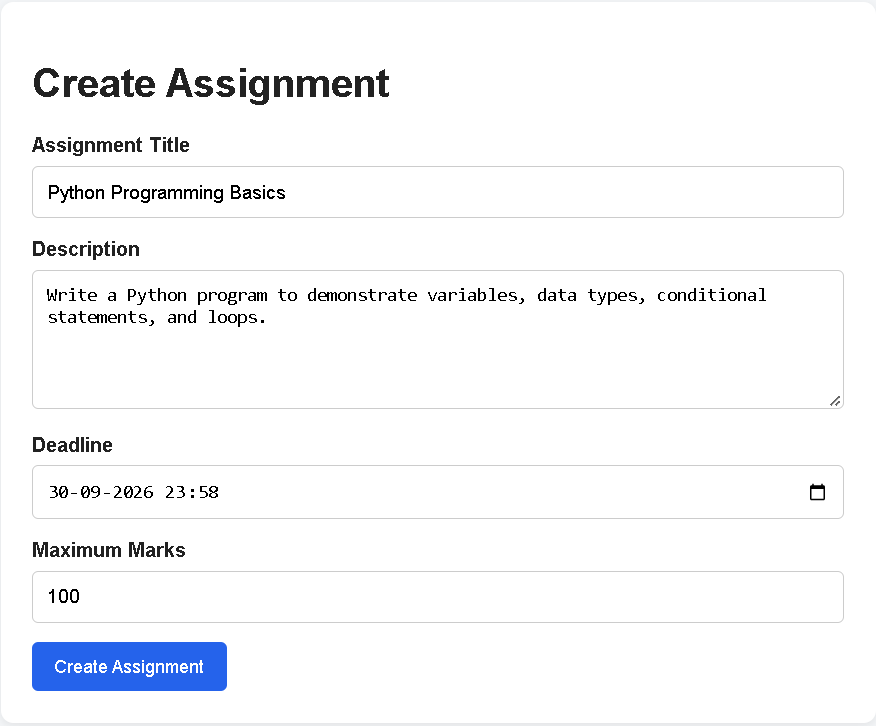 Create Assignment
Assignment Title
Python Programming Basics
Description
Write a Python program to demonstrate variables, data types, conditional
statements, and loops.
Deadline
30-09-2026 23:58
Maximum Marks
100
Create Assignment